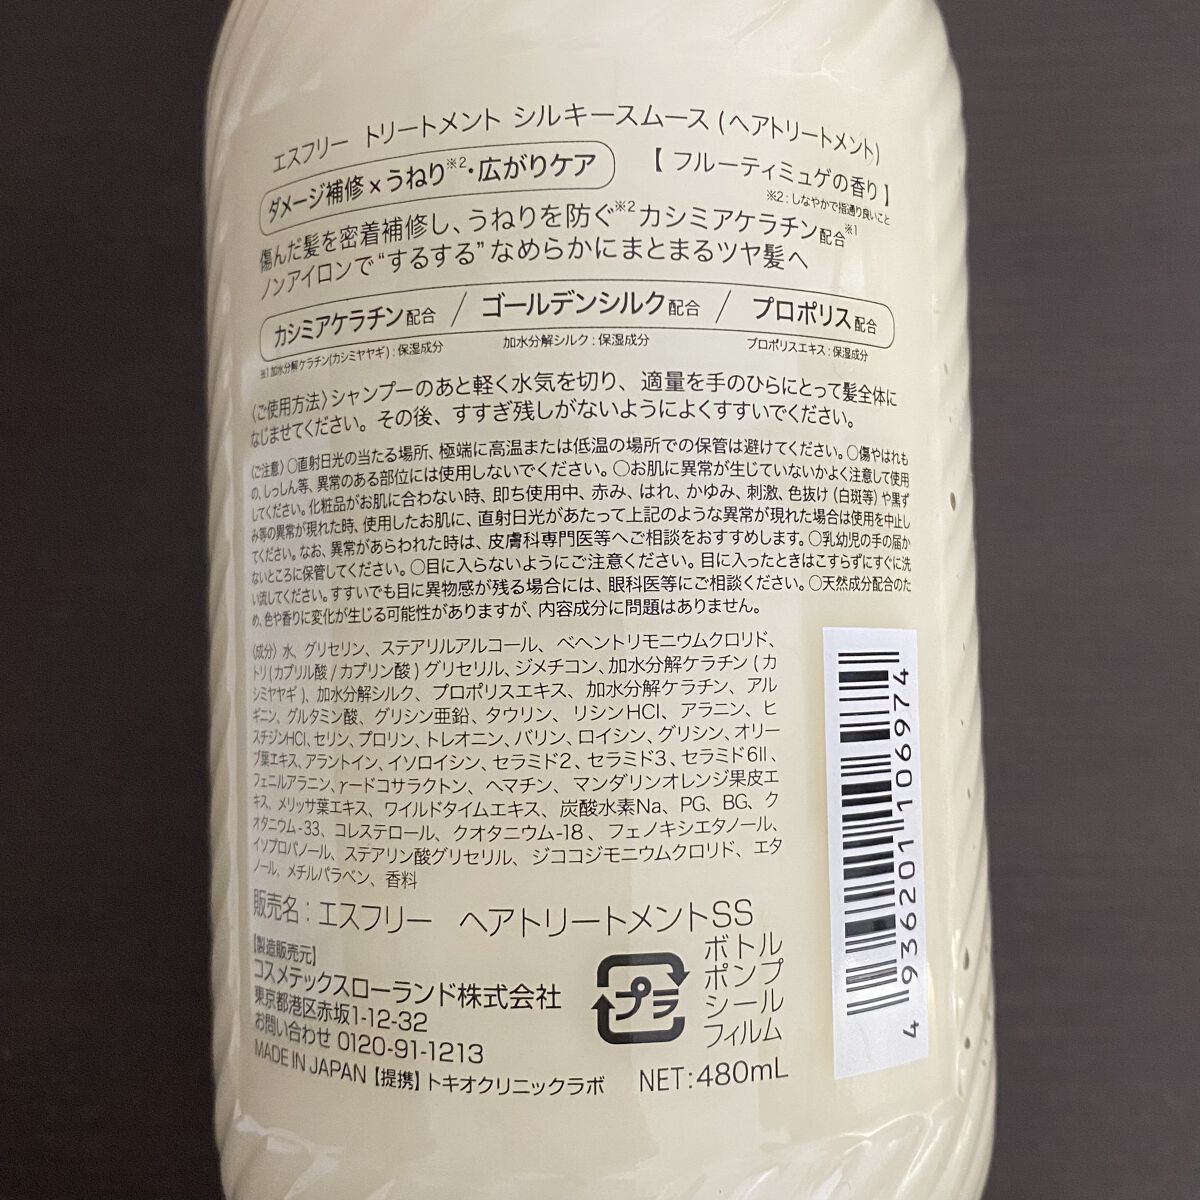 エスフリー トリートメント シルキースムース (ヘアトリートメント)
ダメージ補修×うねり※2・広がりケア
【 フルーティミュゲの香り 】
※2:しなやかで指通り良いこと
傷んだ髪を密着補修し、うねりを防ぐ※2カシミアケラチン配合※1
ノンアイロンで“するする”なめらかにまとまるツヤ髪へ
カシミアケラチン配合 / ゴールデンシルク配合 / プロポリス配合
※1加水分解ケラチン(カシミヤヤギ):保湿成分 加水分解シルク:保湿成分 プロポリスエキス:保湿成分
〈ご使用方法〉シャンプーのあと軽く水気を切り、適量を手のひらにとって髪全体に
なじませてください。その後、すすぎ残しがないようによくすすいでください。
〈ご注意〉○直射日光の当たる場所、極端に高温または低温の場所での保管は避けてください。○傷やはれも
の、しっしん等、異常のある部位には使用しないでください。○お肌に異常が生じていないかよく注意して使用
してください。化粧品がお肌に合わない時、即ち使用中、赤み、はれ、かゆみ、刺激、色抜け(白斑等)や黒ず
み等の異常が現れた時、使用したお肌に、直射日光があたって上記のような異常が現れた場合は使用を中止し
てください。なお、異常があらわれた時は、皮膚科専門医等へご相談をおすすめします。○乳幼児の手の届か
ないところに保管してください。○目に入らないようにご注意ください。目に入ったときはこすらずにすぐに洗
い流してください。すすいでも目に異物感が残る場合には、眼科医等にご相談ください。○天然成分配合のた
め、色や香りに変化が生じる可能性がありますが、内容成分に問題はありません。
〈成分〉水、グリセリン、ステアリルアルコール、ベヘントリモニウムクロリド、
トリ(カプリル酸/カプリン酸)グリセリル、ジメチコン、加水分解ケラチン(カ
シミヤヤギ)、加水分解シルク、プロポリスエキス、加水分解ケラチン、アル
ギニン、グルタミン酸、グリシン亜鉛、タウリン、リシンHCl、アラニン、ヒ
スチジンHCl、セリン、プロリン、トレオニン、バリン、ロイシン、グリシン、オリー
ブ葉エキス、アラントイン、イソロイシン、セラミド2、セラミド3、セラミド6II、
フェニルアラニン、γ-ドコサラクトン、ヘマチン、マンダリンオレンジ果皮エ
キス、メリッサ葉エキス、ワイルドタイムエキス、炭酸水素Na、PG、BG、ク
オタニウム-33、コレステロール、クオタニウム-18、フェノキシエタノール、
イソプロパノール、ステアリン酸グリセリル、ジココジモニウムクロリド、エタ
ノール、メチルパラベン、香料
販売名:エスフリー ヘアトリートメントSS
【製造販売元】
コスメテックスローランド株式会社
東京都港区赤坂1-12-32
お問い合わせ 0120-91-1213
MADE IN JAPAN【提携】トキオクリニックラボ
プラ
ボトル
ポンプ
シール
フィルム
NET:480mL
4 936201 106974